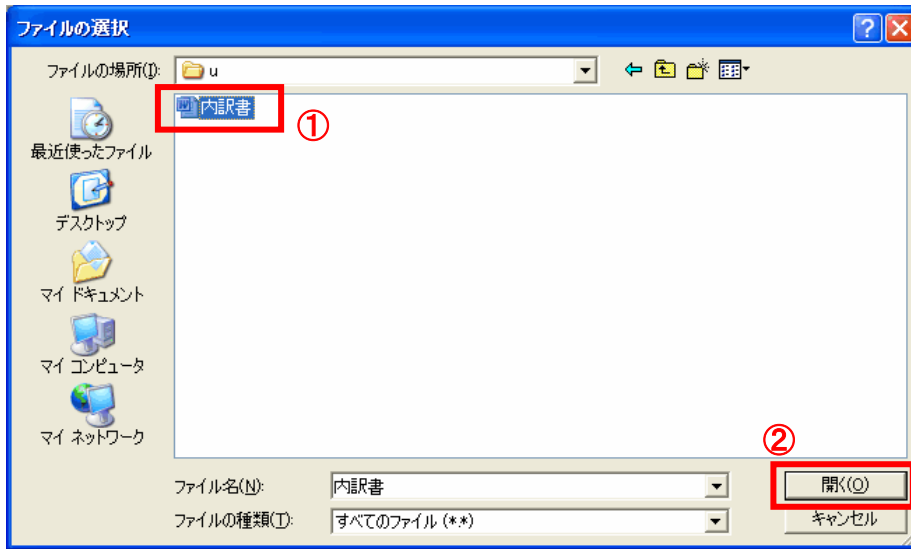 ファイルの選択
ファイルの場所(I):
u
内訳書
①
最近使ったファイル
デスクトップ
マイ ドキュメント
マイ コンピュータ
マイ ネットワーク
②
ファイル名(N):
内訳書
開く(O)
ファイルの種類(T):
すべてのファイル (*.*)
キャンセル